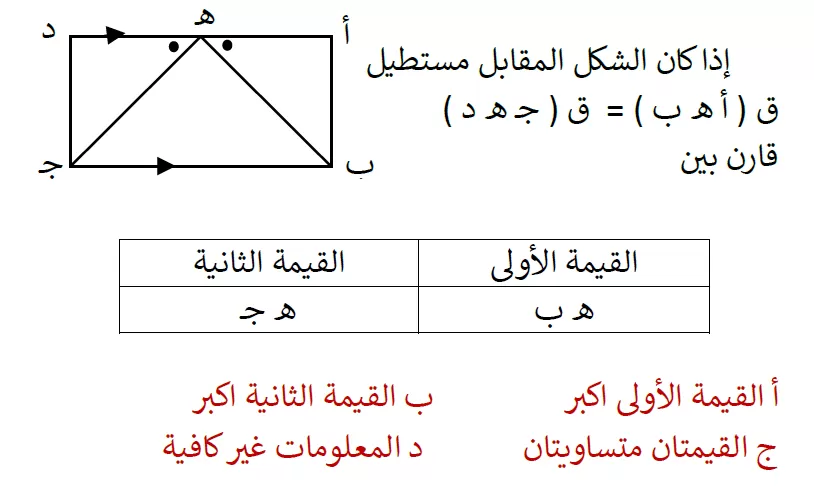 هـ
د
أ
جـ
ب
إذا كان الشكل المقابل مستطيل
ق ( أ هـ ب ) = ق ( جـ هـ د )
قارن بين
القيمة الأولى القيمة الثانية
هـ ب هـ جـ
أ القيمة الأولى اكبر ب القيمة الثانية اكبر
ج القيمتان متساويتان د المعلومات غير كافية